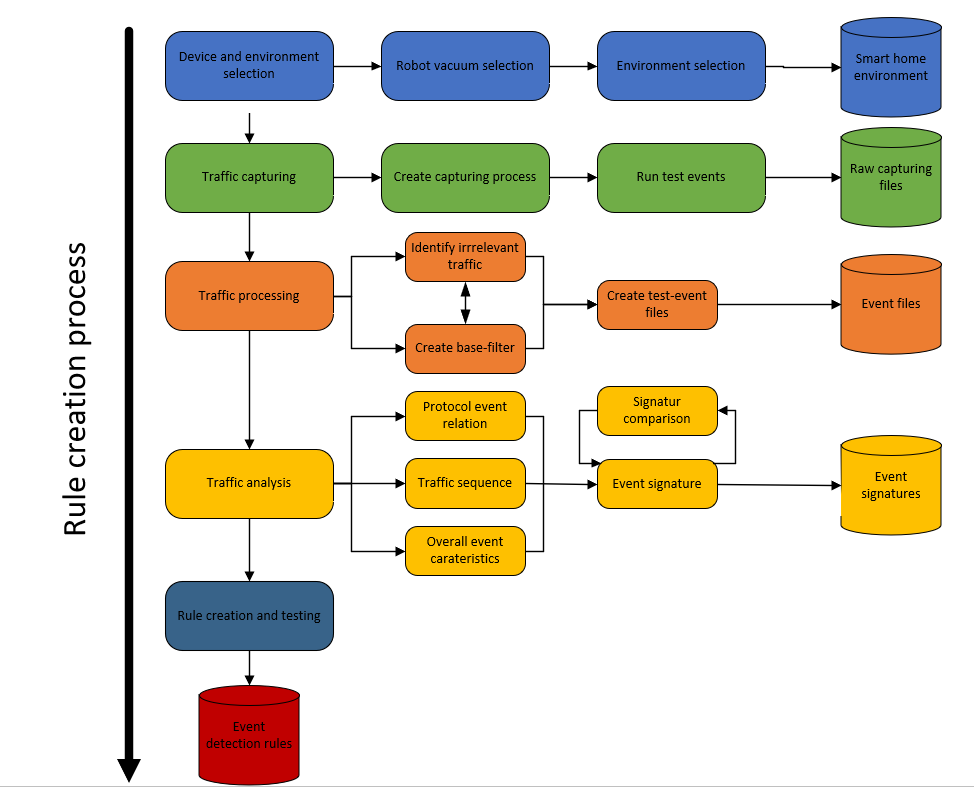 Rule creation process
Device and environment
selection
Robot vacuum selection
Environment selection
Smart home
environment
Traffic capturing
Create capturing process
Run test events
Raw capturing
files
Traffic processing
Identify irrrelevant
traffic
Create base-filter
Create test-event
files
Event files
Traffic analysis
Protocol event
relation
Traffic sequence
Overall event
carateristics
Signatur
comparison
Event signature
Event
signatures
Rule creation and testing
Event
detection rules